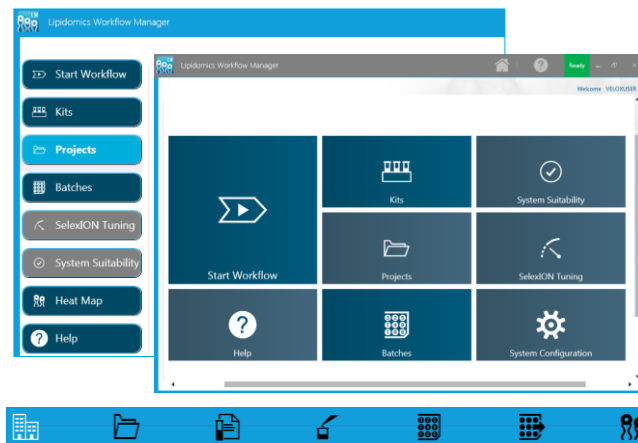 LM
Lipidomics Workflow Manager
Start Workflow
Kits
Projects
Batches
SelexION Tuning
System Suitability
Heat Map
? Help
Lipidomics Workflow Manager
? Ready
Welcome VELOXUSER
Start Workflow
Kits
System Suitability
Projects
SelexION Tuning
? Help
Batches
System Configuration